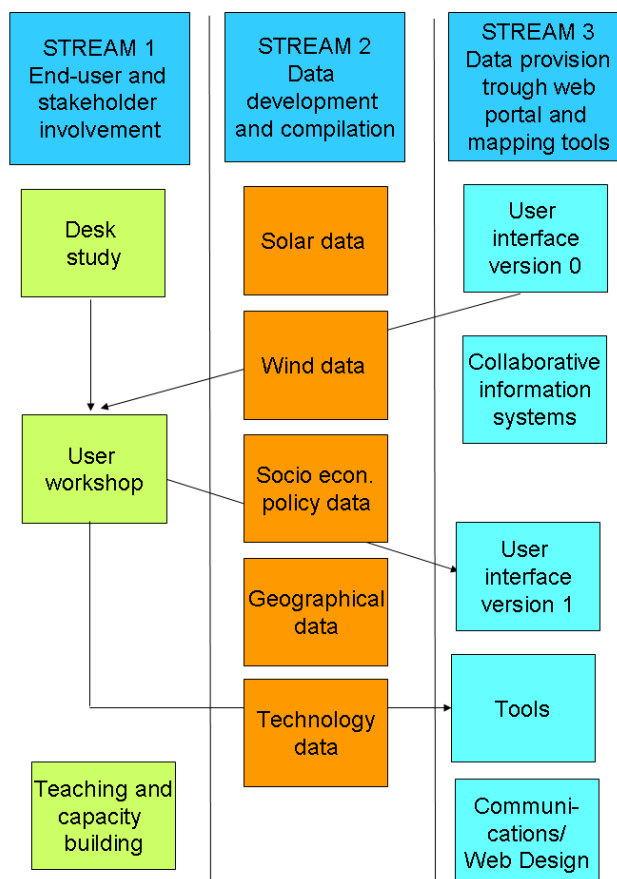 STREAM 1
End-user and
stakeholder
involvement
STREAM 2
Data
development
and compilation
STREAM 3
Data provision
trough web
portal and
mapping tools
Desk
study
User
workshop
Teaching and
capacity
building
Solar data
Wind data
Socio econ.
policy data
Geographical
data
Technology
data
User
interface
version 0
Collaborative
information
systems
User
interface
version 1
Tools
Communi-
cations/
Web Design